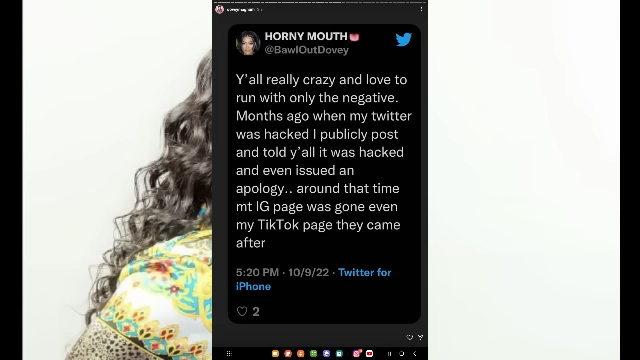 HORNY MOUTH👅
@BawlOutDovey
Y'all really crazy and love to
run with only the negative.
Months ago when my twitter
was hacked I publicly post
and told y'all it was hacked
and even issued an
apology.. around that time
mt IG page was gone even
my TikTok page they came
after
5:20 PM · 10/9/22 · Twitter for
iPhone
2